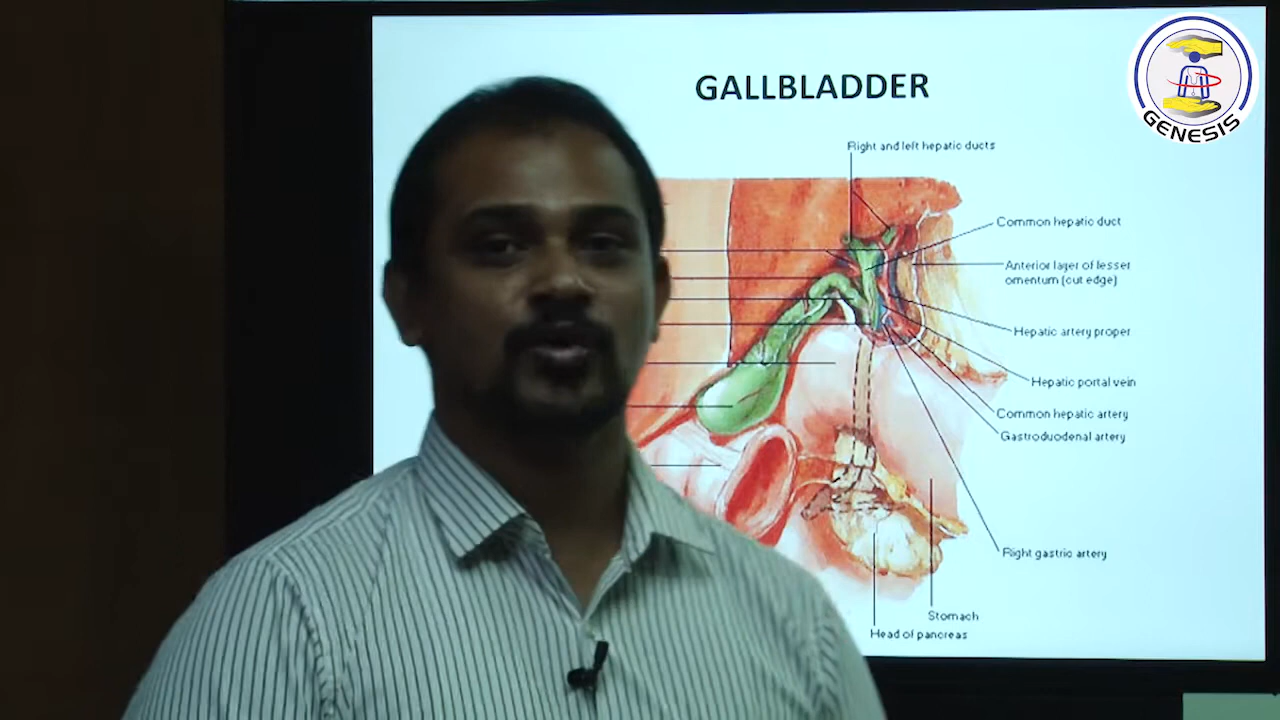 GALLBLADDER
GENESIS
Right and left hepatic ducts
Common hepatic duct
Anterior layer of lesser
omentum (cut edge)
Hepatic artery proper
Hepatic portal vein
Common hepatic artery
Gastroduodenal artery
Right gastric artery
Stomach
Head of pancreas